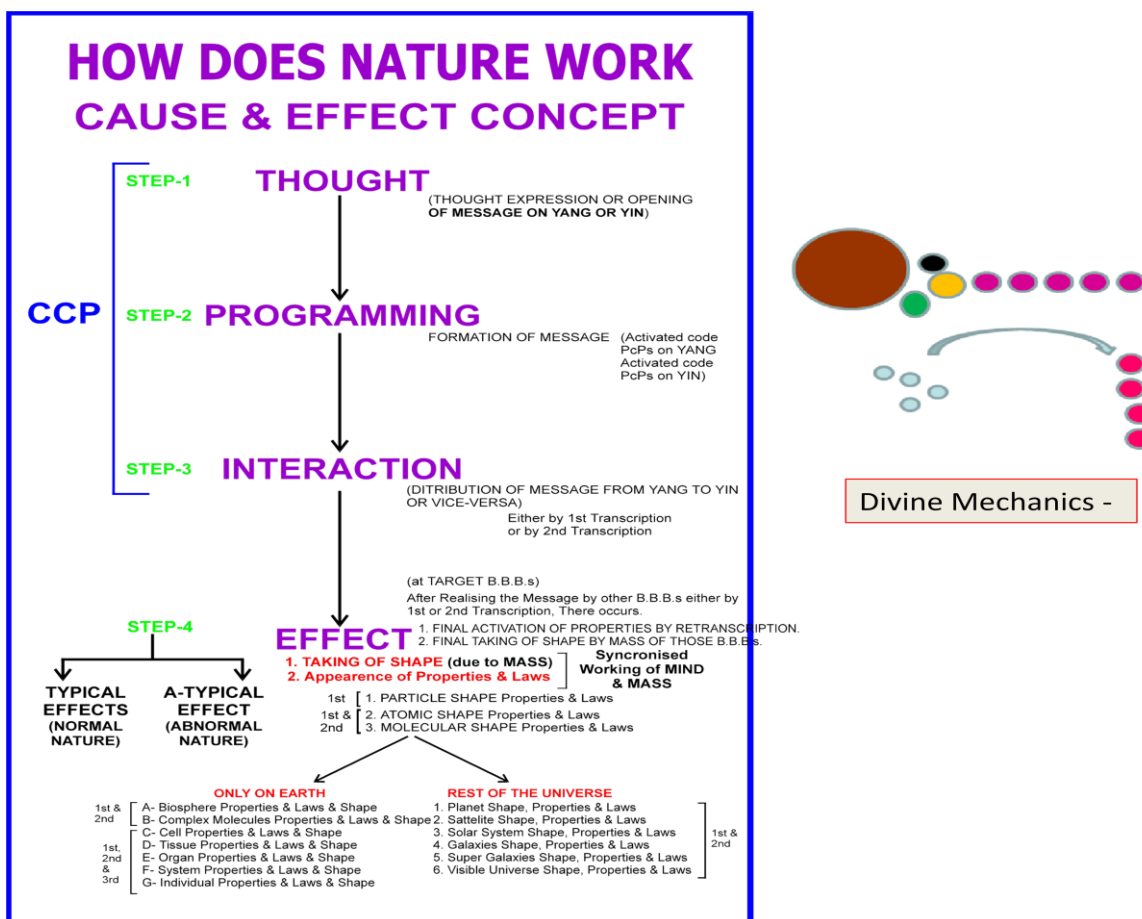 HOW DOES NATURE WORK
CAUSE & EFFECT CONCEPT
STEP-1
THOUGHT
(THOUGHT EXPRESSION OR OPENING
OF MESSAGE ON YANG OR YIN)
CCP
STEP-2
PROGRAMMING
FORMATION OF MESSAGE (Activated code
PcPs on YANG
Activated code
PcPs on YIN)
STEP-3
INTERACTION
(DITRIBUTION OF MESSAGE FROM YANG TO YIN
OR VICE-VERSA)
Either by 1st Transcription
or by 2nd Transcription
(at TARGET B.B.B.s)
After Realising the Message by other B.B.B.s either by
1st or 2nd Transcription, There occurs.
STEP-4
EFFECT
1. FINAL ACTIVATION OF PROPERTIES BY RETRANSCRIPTION.
2. FINAL TAKING OF SHAPE BY MASS OF THOSE B.B.B's.
1. TAKING OF SHAPE (due to MASS)
2. Appearence of Properties & Laws
Syncronised
Working of MIND
& MASS
TYPICAL
EFFECTS
(NORMAL
NATURE)
A-TYPICAL
EFFECT
(ABNORMAL
NATURE)
1st
1. PARTICLE SHAPE Properties & Laws
1st &
2nd
2. ATOMIC SHAPE Properties & Laws
3. MOLECULAR SHAPE Properties & Laws
ONLY ON EARTH
1st &
2nd
A- Biosphere Properties & Laws & Shape
B- Complex Molecules Properties & Laws & Shape
1st,
2nd
&
3rd
C- Cell Properties & Laws & Shape
D- Tissue Properties & Laws & Shape
E- Organ Properties & Laws & Shape
F- System Properties & Laws & Shape
G- Individual Properties & Laws & Shape
REST OF THE UNIVERSE
1. Planet Shape, Properties & Laws
2. Sattelite Shape, Properties & Laws
3. Solar System Shape, Properties & Laws
4. Galaxies Shape, Properties & Laws
5. Super Galaxies Shape, Properties & Laws
6. Visible Universe Shape, Properties & Laws
1st &
2nd
Divine Mechanics -